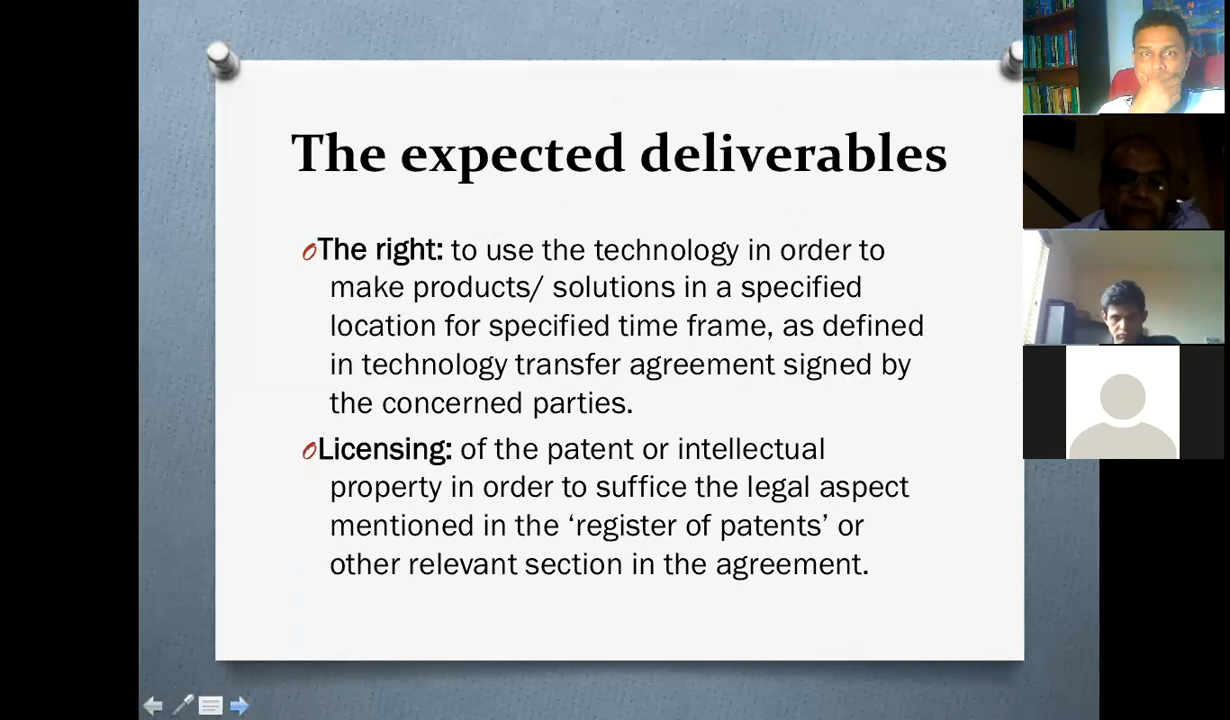 The expected deliverables
The right: to use the technology in order to
make products/ solutions in a specified
location for specified time frame, as defined
in technology transfer agreement signed by
the concerned parties.
Licensing: of the patent or intellectual
property in order to suffice the legal aspect
mentioned in the ‘register of patents’ or
other relevant section in the agreement.